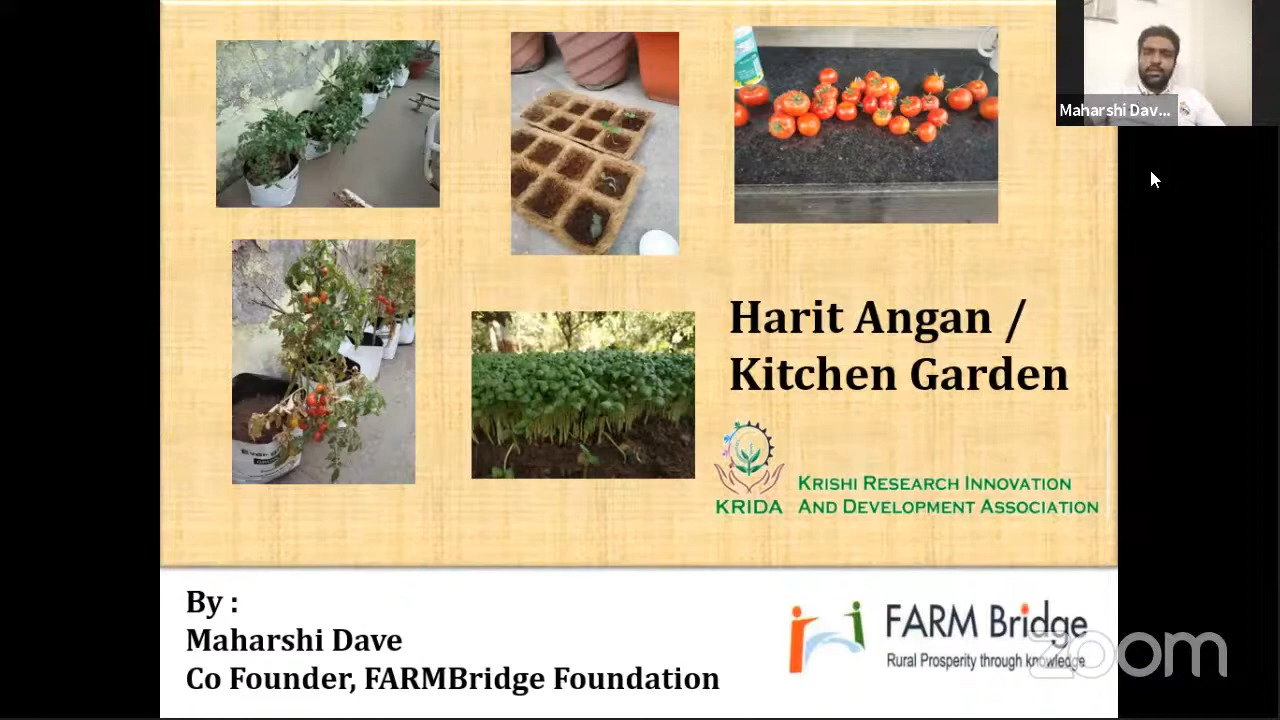 Maharshi Dav...
Harit Angan /
Kitchen Garden
KRIDA
KRISHI RESEARCH INNOVATION
AND DEVELOPMENT ASSOCIATION
By :
Maharshi Dave
Co Founder, FARMBridge Foundation
FARM Bridge
Rural Prosperity through knowledge
zoom